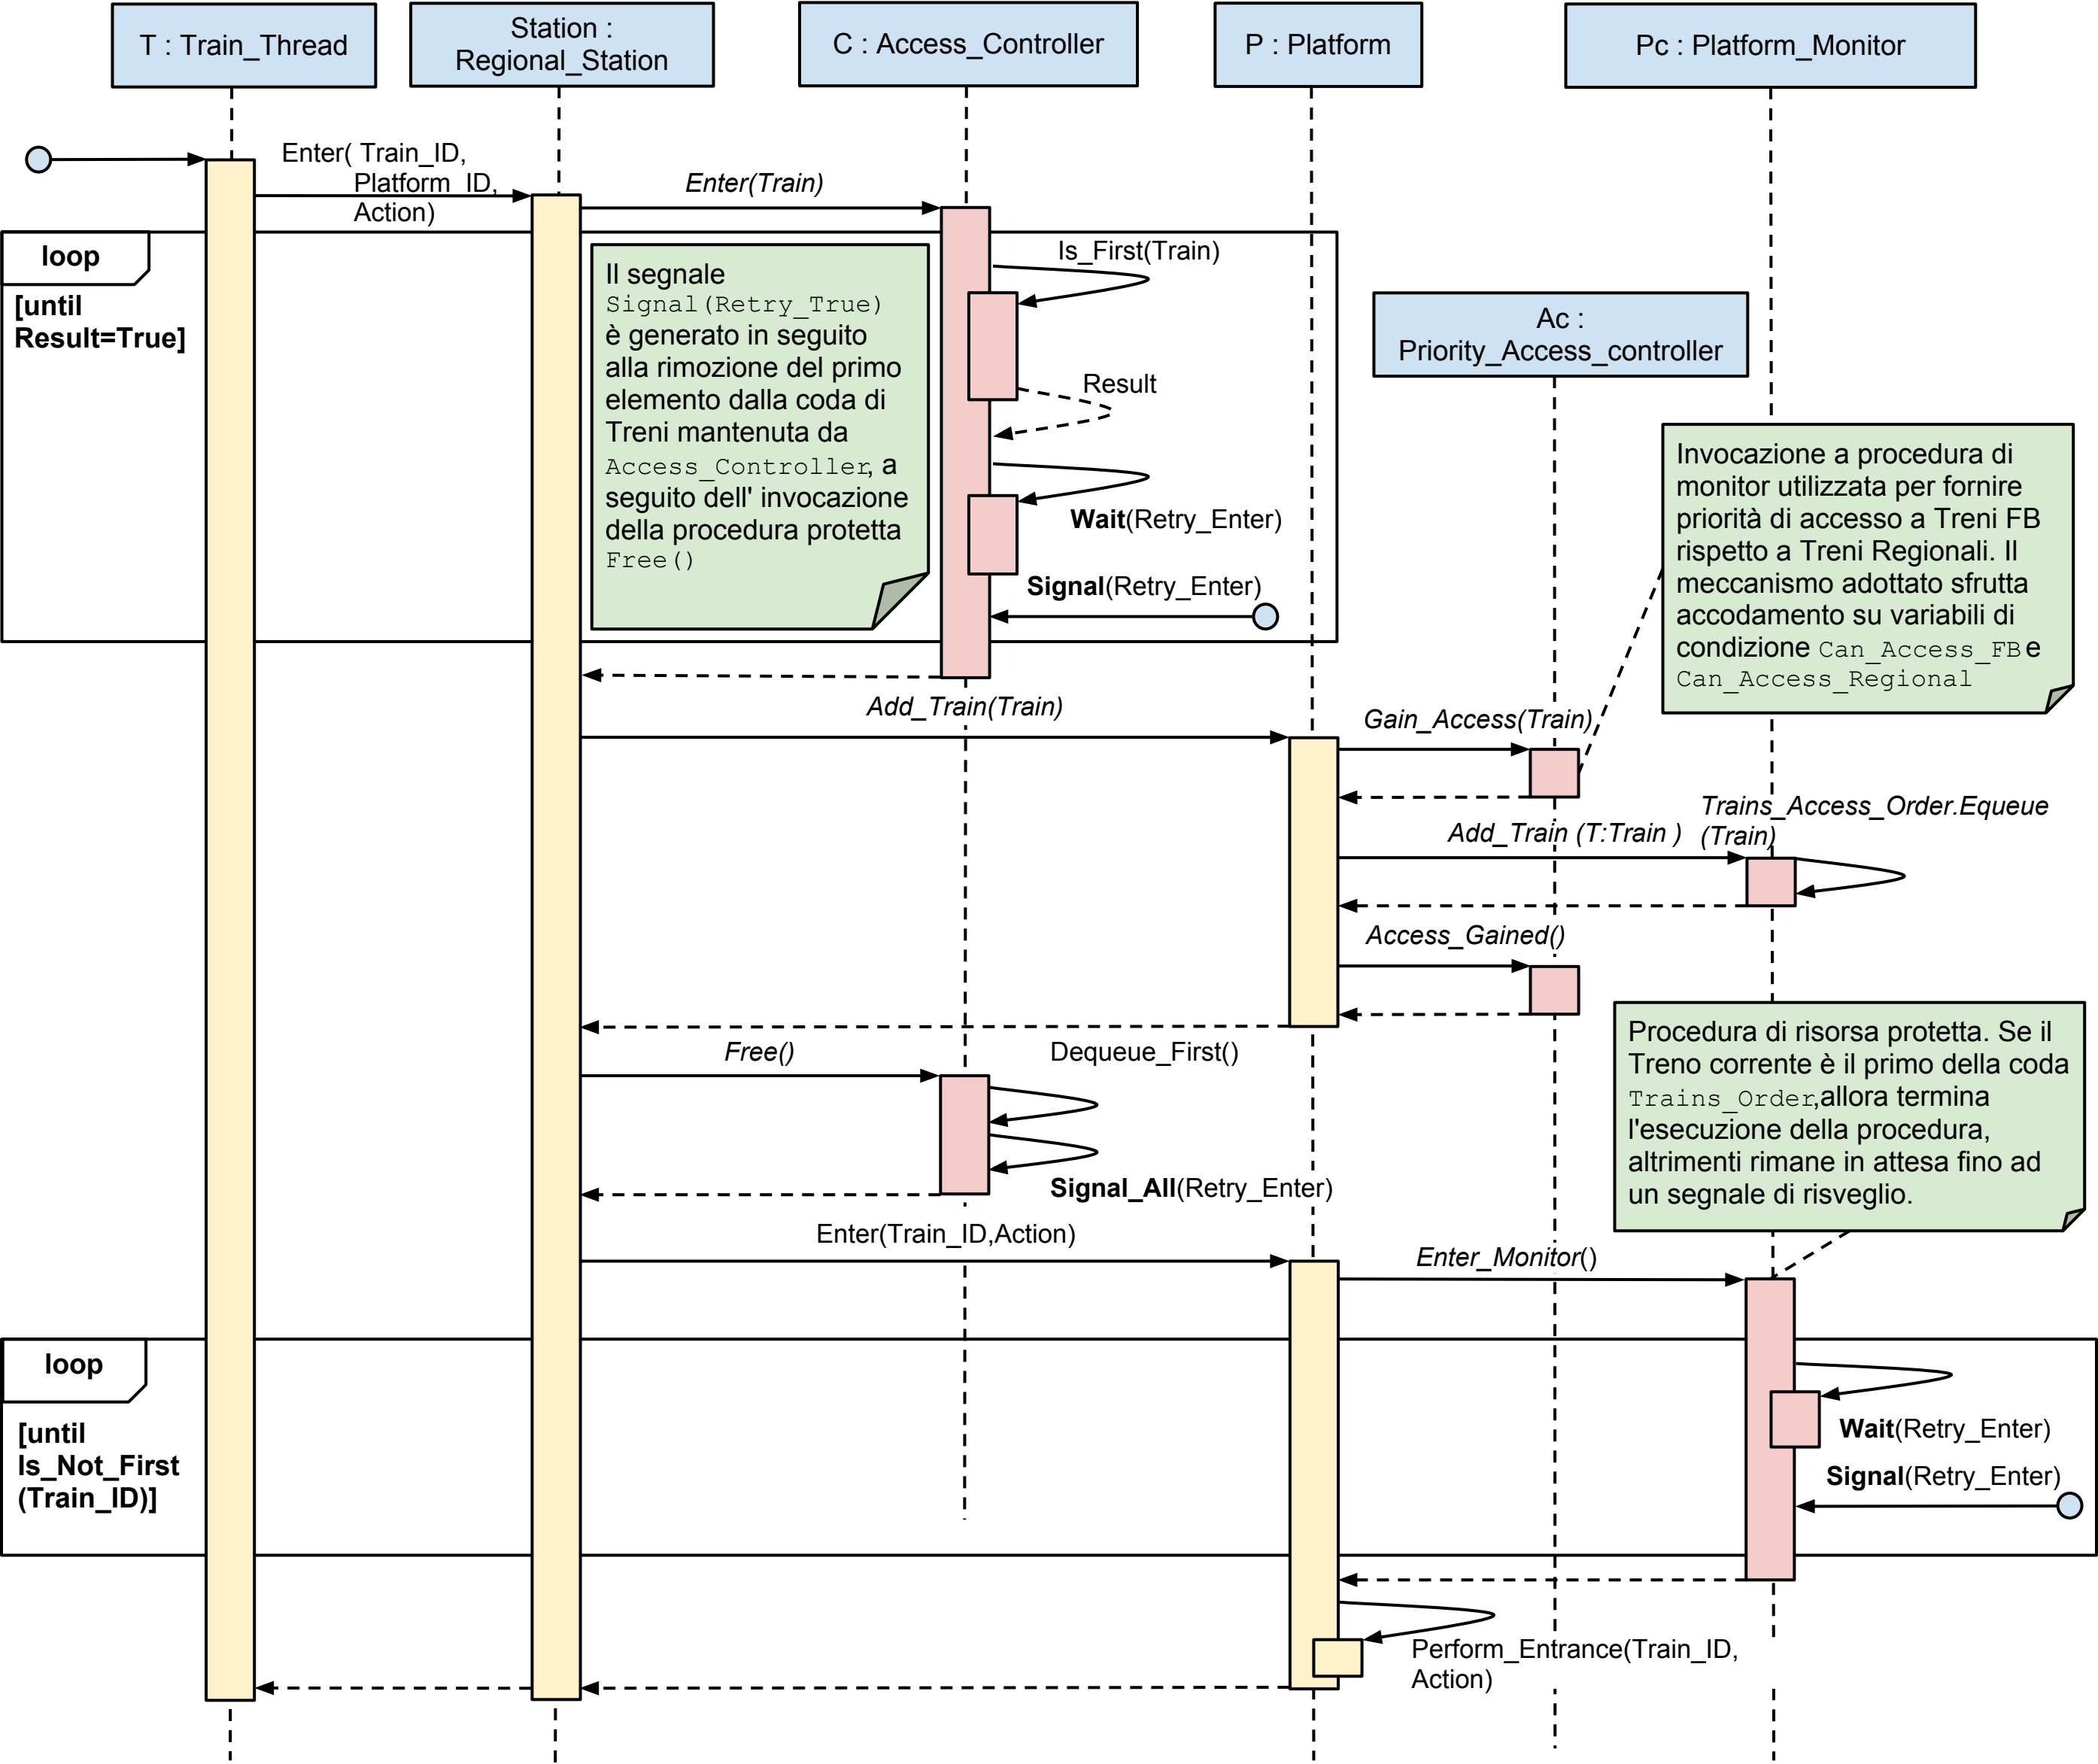 T : Train_Thread
Station :
Regional_Station
C : Access_Controller
P : Platform
Pc : Platform_Monitor
Enter( Train_ID,
Platform_ID,
Action)
Enter(Train)
loop
[until
Result=True]
Il segnale
Signal(Retry_True)
è generato in seguito
alla rimozione del primo
elemento dalla coda di
Treni mantenuta da
Access_Controller, a
seguito dell' invocazione
della procedura protetta
Free()
Is_First(Train)
Result
Wait(Retry_Enter)
Signal(Retry_Enter)
Ac :
Priority_Access_controller
Invocazione a procedura di
monitor utilizzata per fornire
priorità di accesso a Treni FB
rispetto a Treni Regionali. Il
meccanismo adottato sfrutta
accodamento su variabili di
condizione Can_Access_FB e
Can_Access_Regional
Add_Train(Train)
Gain_Access(Train)
Trains_Access_Order.Equeue
(Train)
Add_Train (T:Train )
Access_Gained()
Free()
Dequeue_First()
Signal_All(Retry_Enter)
Procedura di risorsa protetta. Se il
Treno corrente è il primo della coda
Trains_Order,allora termina
l'esecuzione della procedura,
altrimenti rimane in attesa fino ad
un segnale di risveglio.
Enter(Train_ID,Action)
Enter_Monitor()
loop
[until
Is_Not_First
(Train_ID)]
Wait(Retry_Enter)
Signal(Retry_Enter)
Perform_Entrance(Train_ID,
Action)